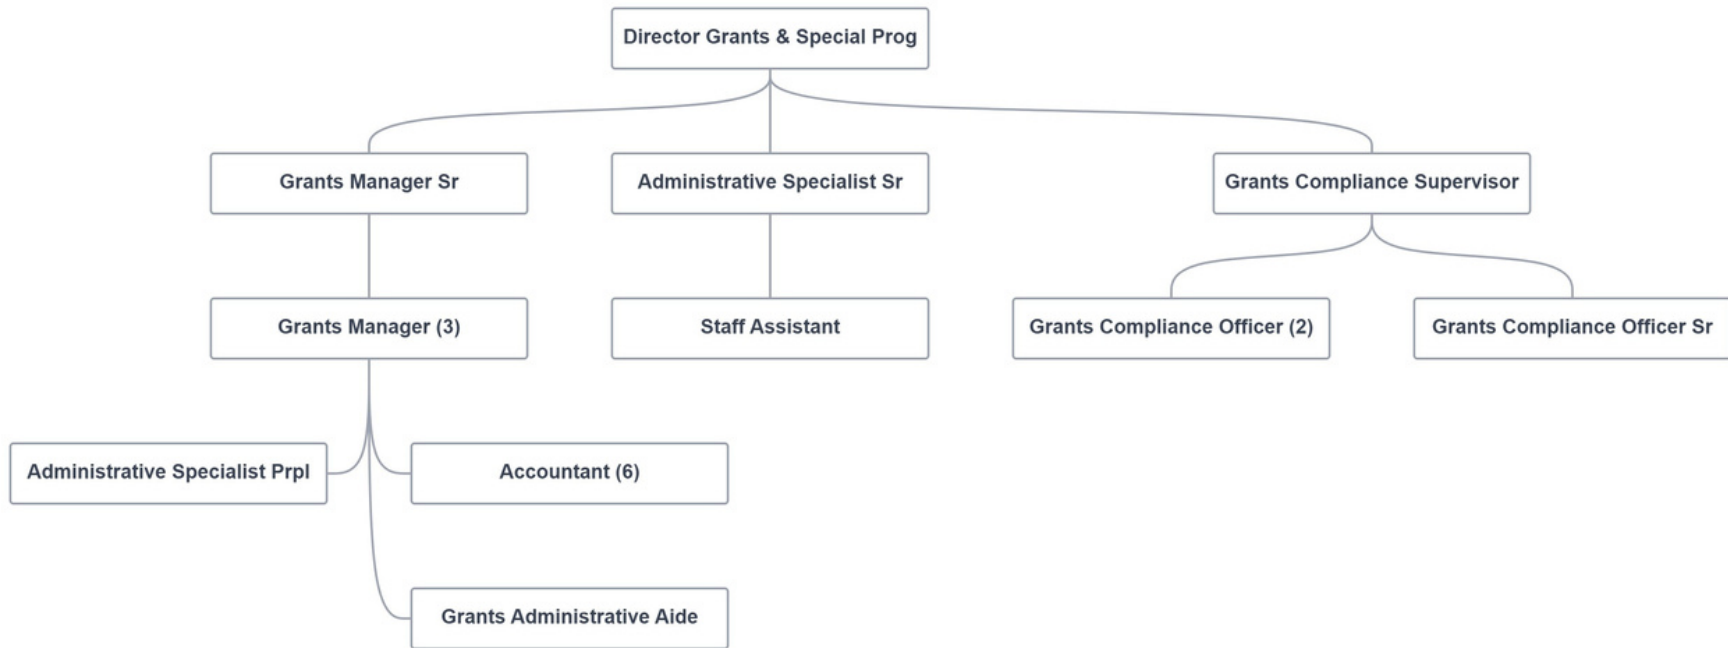 Director Grants & Special Prog
Grants Manager Sr
Administrative Specialist Sr
Grants Compliance Supervisor
Grants Manager (3)
Staff Assistant
Grants Compliance Officer (2)
Grants Compliance Officer Sr
Administrative Specialist Prpl
Accountant (6)
Grants Administrative Aide